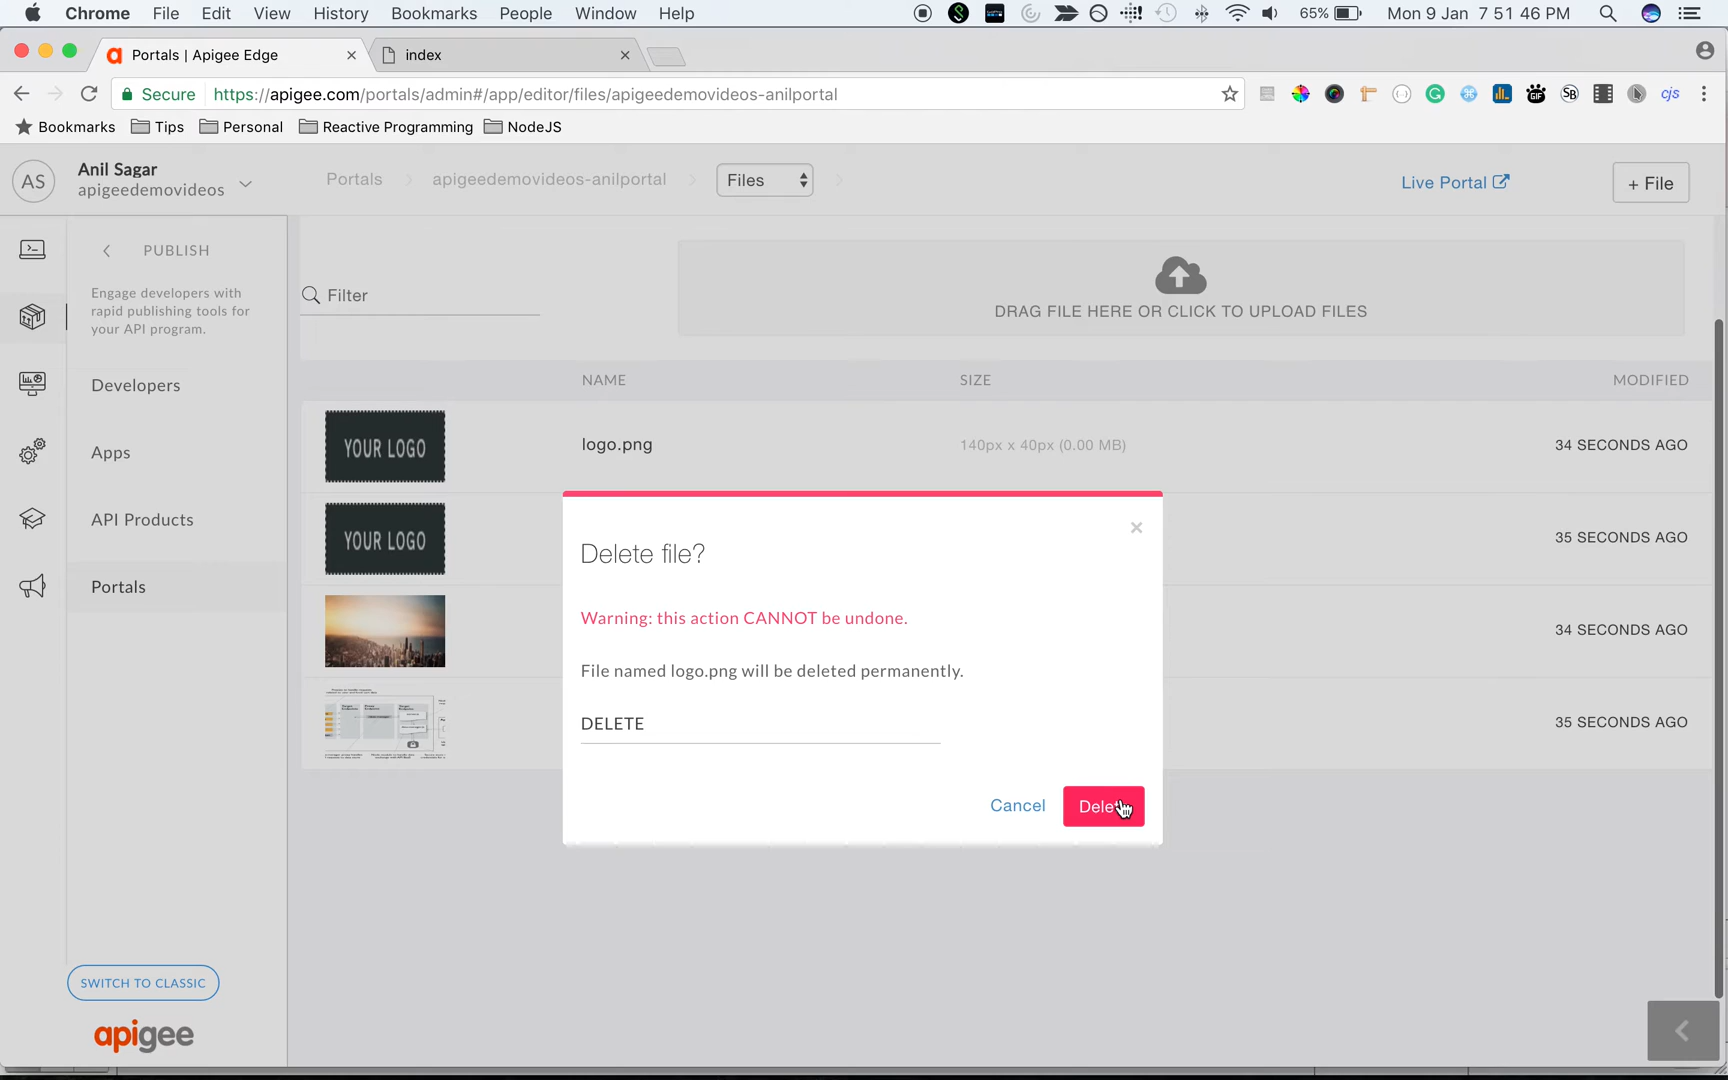 Chrome File Edit View History Bookmarks People Window Help 65% Mon 9 Jan 7 51 46 PM
Portals | Apigee Edge
index
Secure https://apigee.com/portals/admin#/app/editor/files/apigeedemovideos-anilportal
Bookmarks Tips Personal Reactive Programming NodeJS
AS
Anil Sagar
apigeedemovideos
Portals
apigeedemovideos-anilportal
Files
Live Portal
+ File
PUBLISH
Engage developers with
rapid publishing tools for
your API program.
Developers
Apps
API Products
Portals
SWITCH TO CLASSIC
apigee
Filter
DRAG FILE HERE OR CLICK TO UPLOAD FILES
NAME SIZE MODIFIED
YOUR LOGO logo.png 140px x 40px (0.00 MB) 34 SECONDS AGO
YOUR LOGO 35 SECONDS AGO
34 SECONDS AGO
35 SECONDS AGO
Delete file?
Warning: this action CANNOT be undone.
File named logo.png will be deleted permanently.
DELETE
Cancel Delete